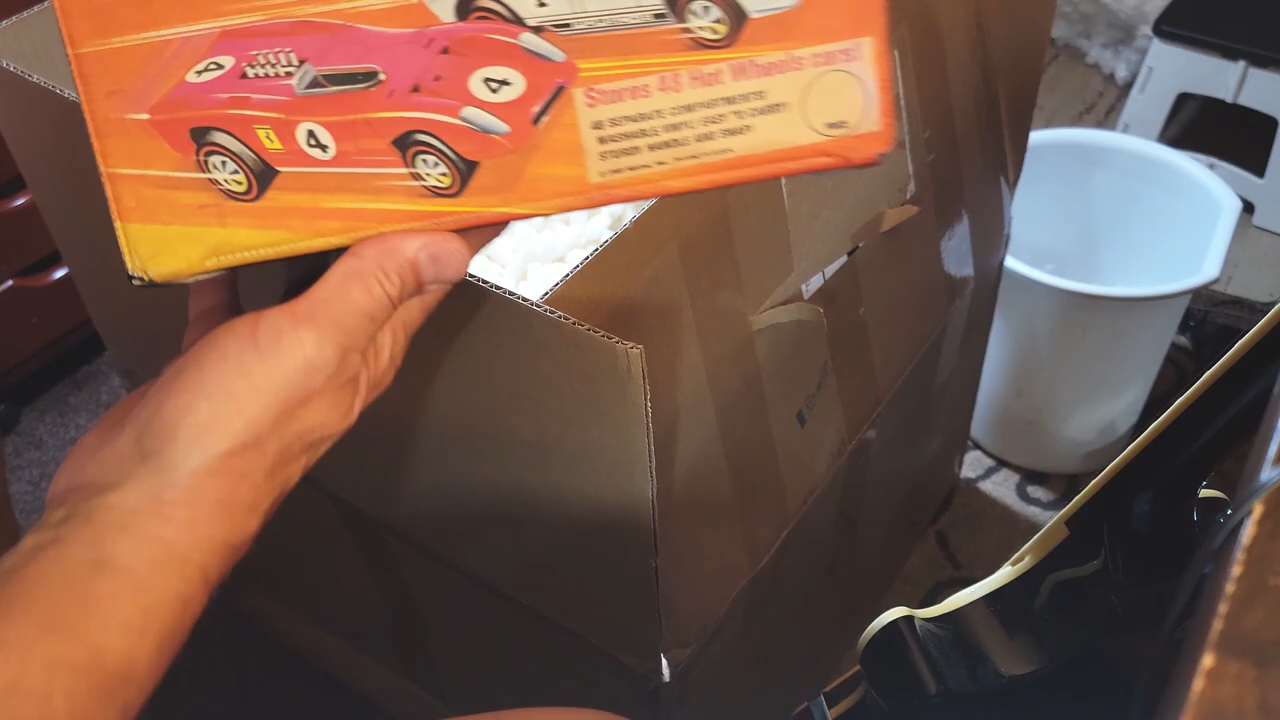 4
4
4
Stores 48 Hot Wheels cars!
48 SEPARATE COMPARTMENTS!
WASHABLE VINYL! EASY TO CARRY!
STURDY HANDLE AND SNAP!